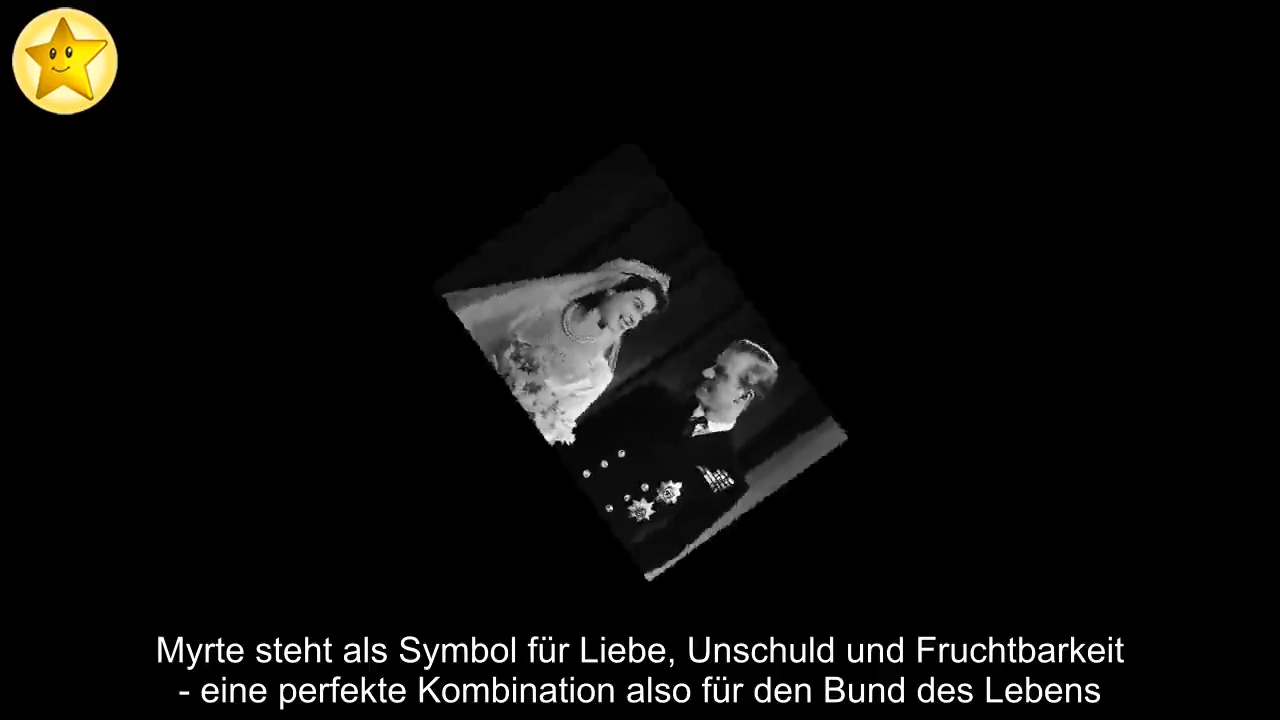 Myrte steht als Symbol für Liebe, Unschuld und Fruchtbarkeit
- eine perfekte Kombination also für den Bund des Lebens